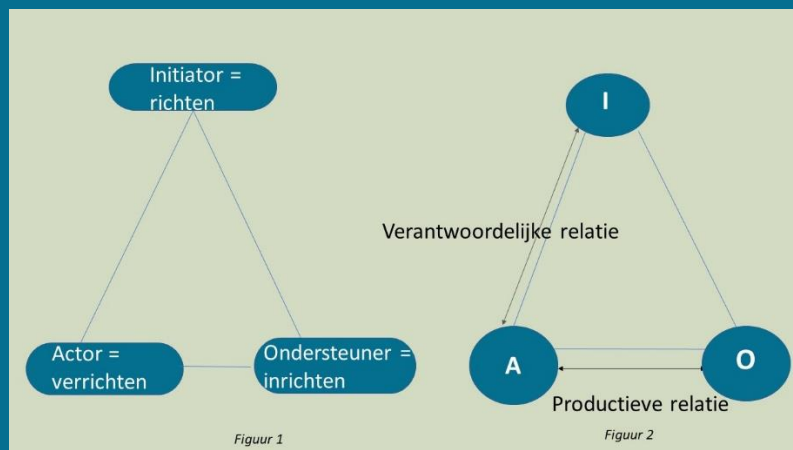 Initiator =
richten
Actor =
verrichten
Ondersteuner =
inrichten
Figuur 1
I
Verantwoordelijke relatie
A
O
Productieve relatie
Figuur 2